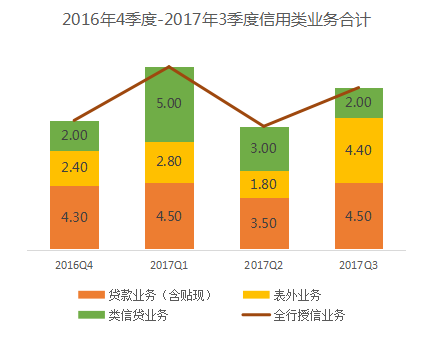 2016年4季度-2017年3季度信用类业务合计
2.00 5.00 3.00 2.00
2.40 2.80 1.80 4.40
4.30 4.50 3.50 4.50
2016Q4 2017Q1 2017Q2 2017Q3
贷款业务（含贴现） 表外业务
类信贷业务 全行授信业务